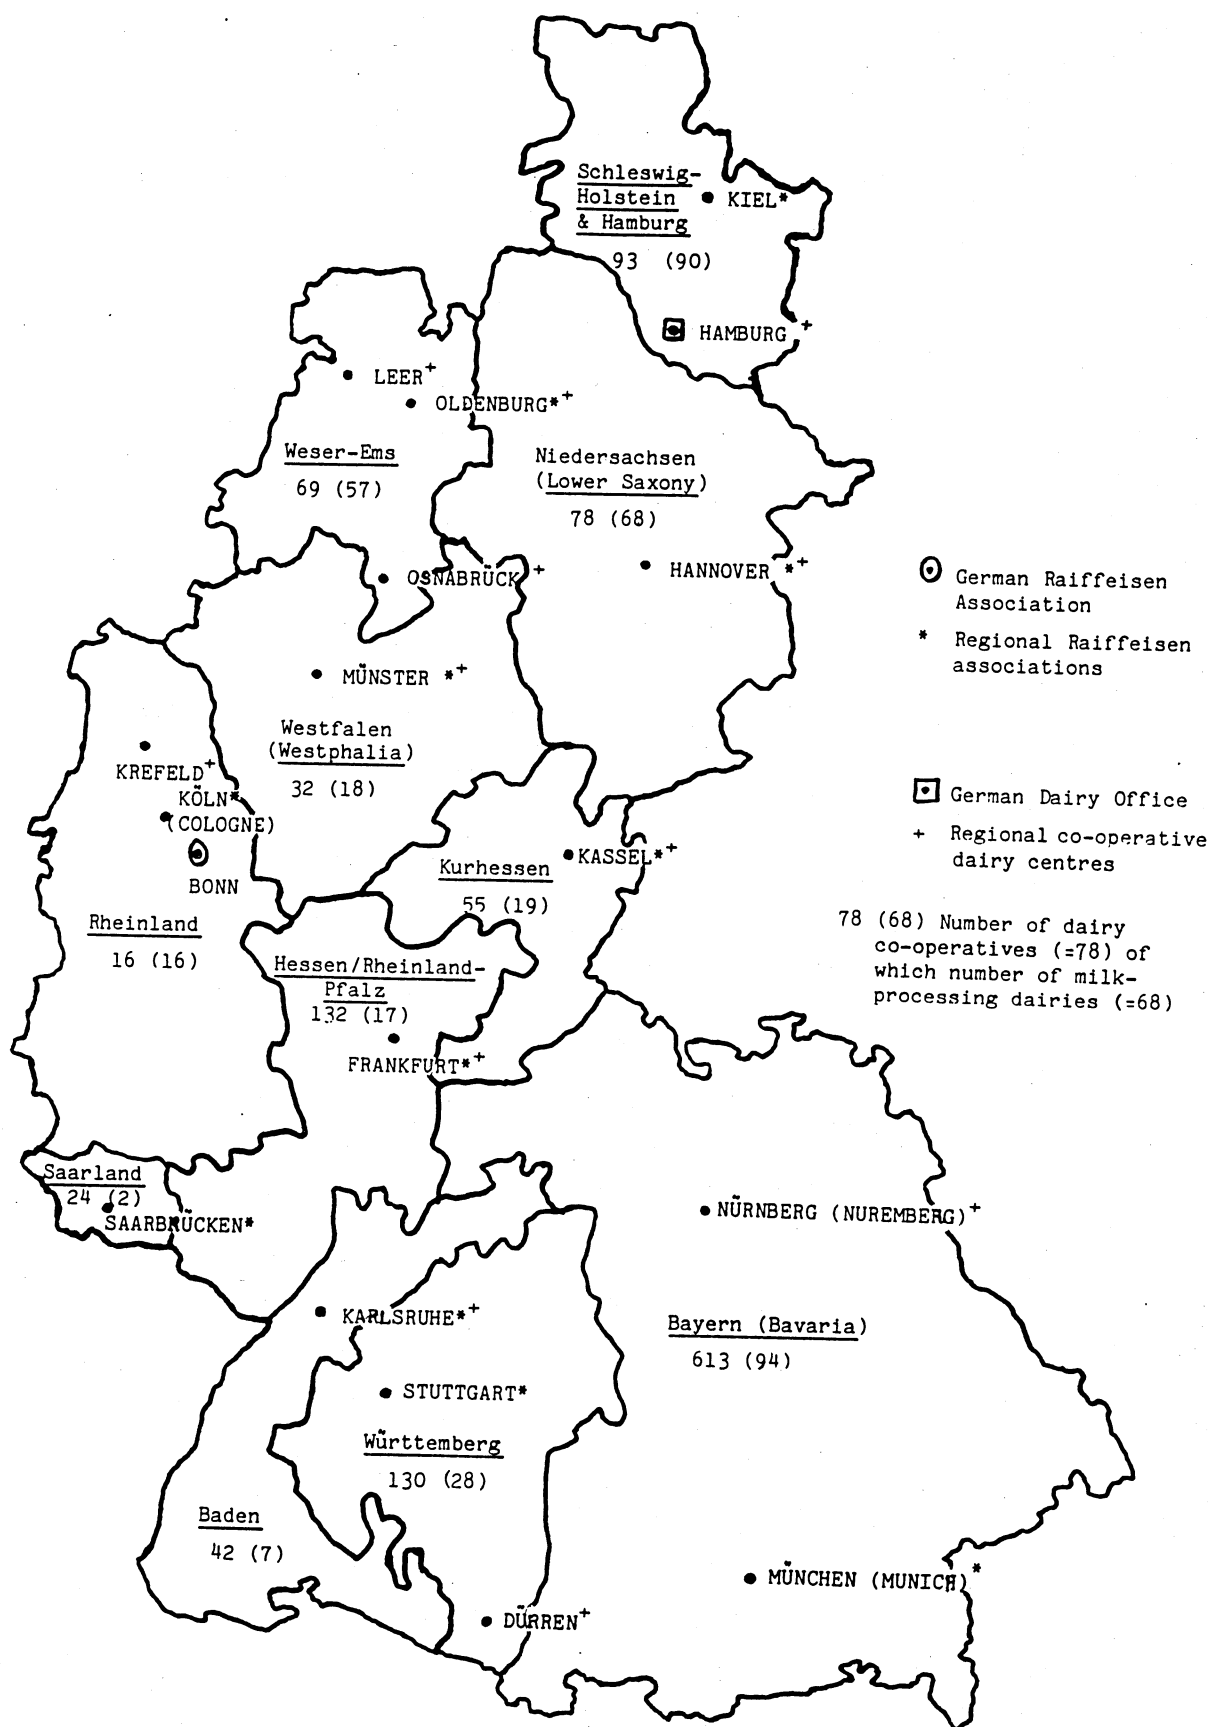 Schleswig-
Holstein
& Hamburg
93 (90)
KIEL*
HAMBURG +
LEER+
OLDENBURG*+
Weser-Ems
69 (57)
Niedersachsen
(Lower Saxony)
78 (68)
OSNABRÜCK +
HANNOVER *+
MÜNSTER *+
Westfalen
(Westphalia)
32 (18)
KREFELD+
KÖLN*
(COLOGNE)
BONN
Rheinland
16 (16)
KASSEL*+
Kurhessen
55 (19)
Hessen/Rheinland-
Pfalz
132 (17)
FRANKFURT*+
Saarland
24 (2)
SAARBRÜCKEN*
NÜRNBERG (NUREMBERG)+
KARLSRUHE*+
Bayern (Bavaria)
613 (94)
STUTTGART*
Württemberg
130 (28)
Baden
42 (7)
MÜNCHEN (MUNICH)*
DÜRREN+
German Raiffeisen
Association
* Regional Raiffeisen
associations
German Dairy Office
+ Regional co-operative
dairy centres
78 (68) Number of dairy
co-operatives (=78) of
which number of milk-
processing dairies (=68)